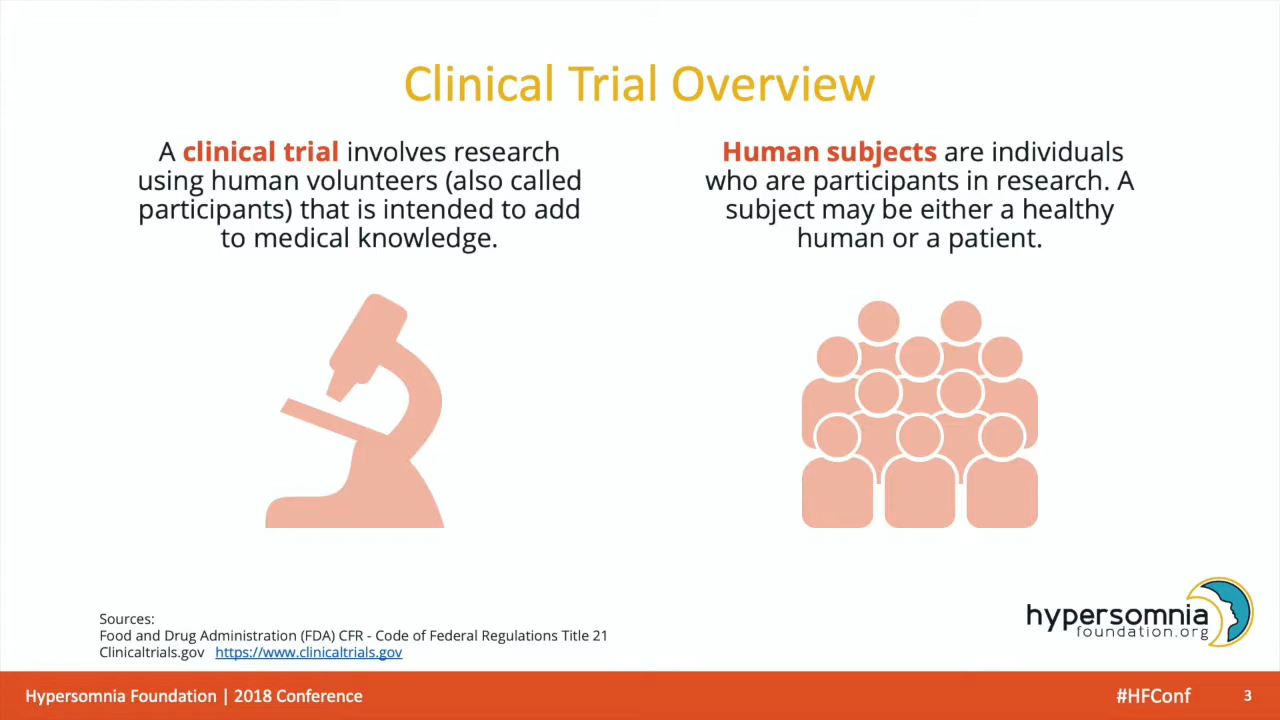 Clinical Trial Overview
A clinical trial involves research
using human volunteers (also called
participants) that is intended to add
to medical knowledge.
Human subjects are individuals
who are participants in research. A
subject may be either a healthy
human or a patient.
Sources:
Food and Drug Administration (FDA) CFR - Code of Federal Regulations Title 21
Clinicaltrials.gov https://www.clinicaltrials.gov
hypersomnia
foundation.org
Hypersomnia Foundation | 2018 Conference
#HFConf
3